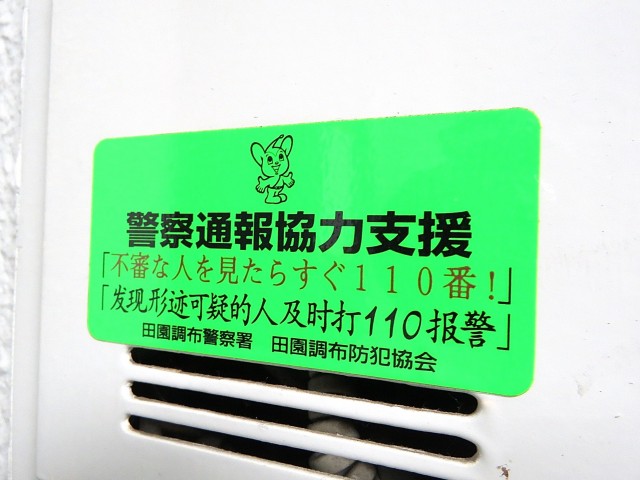 警察通報協力支援
「不審な人を見たらすぐ110番!」
「发现形迹可疑的人及时打110报警」
田園調布警察署 田園調布防犯協会